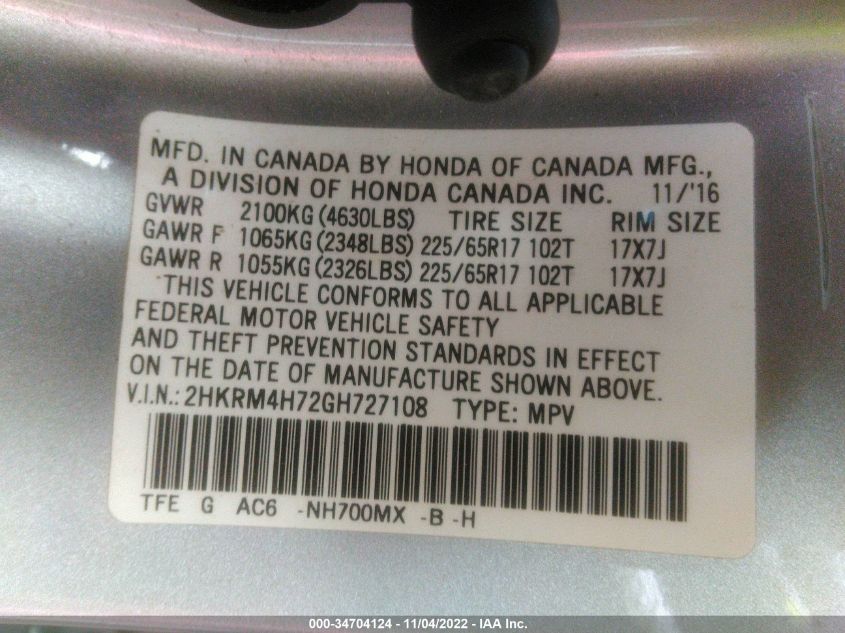 MFD. IN CANADA BY HONDA OF CANADA MFG.,
A DIVISION OF HONDA CANADA INC. 11/'16
GVWR 2100KG (4630LBS) TIRE SIZE RIM SIZE
GAWR F 1065KG (2348LBS) 225/65R17 102T 17X7J
GAWR R 1055KG (2326LBS) 225/65R17 102T 17X7J
THIS VEHICLE CONFORMS TO ALL APPLICABLE
FEDERAL MOTOR VEHICLE SAFETY
AND THEFT PREVENTION STANDARDS IN EFFECT
ON THE DATE OF MANUFACTURE SHOWN ABOVE.
V.I.N.: 2HKRM4H72GH727108 TYPE: MPV
TFE G AC6 -NH700MX -B -H
000-34704124 - 11/04/2022 - IAA Inc.